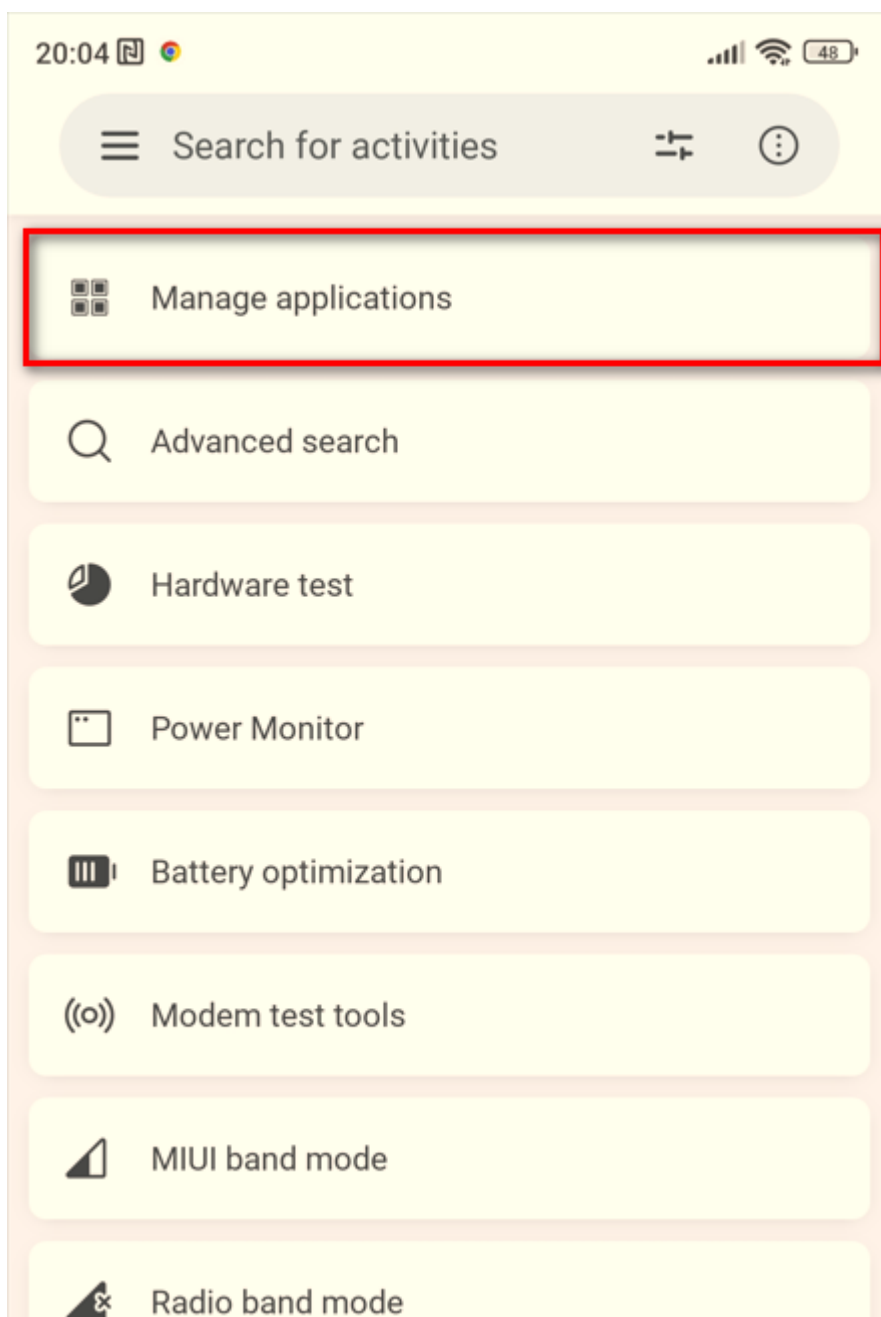 20:04
48
Search for activities
Manage applications
Advanced search
Hardware test
Power Monitor
Battery optimization
Modem test tools
MIUI band mode
Radio band mode